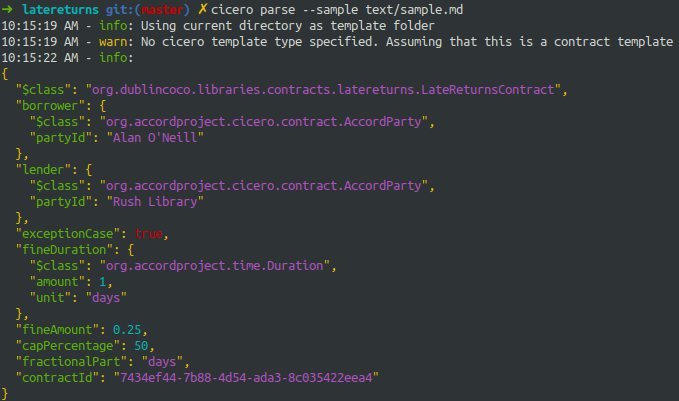 ➜ latereturns git:(master) ✗ cicero parse --sample text/sample.md
10:15:19 AM - info: Using current directory as template folder
10:15:19 AM - warn: No cicero template type specified. Assuming that this is a contract template
10:15:22 AM - info:
{
  "$class": "org.dublincoco.libraries.contracts.latereturns.LateReturnsContract",
  "borrower": {
    "$class": "org.accordproject.cicero.contract.AccordParty",
    "partyId": "Alan O'Neill"
  },
  "lender": {
    "$class": "org.accordproject.cicero.contract.AccordParty",
    "partyId": "Rush Library"
  },
  "exceptionCase": true,
  "fineDuration": {
    "$class": "org.accordproject.time.Duration",
    "amount": 1,
    "unit": "days"
  },
  "fineAmount": 0.25,
  "capPercentage": 50,
  "fractionalPart": "days",
  "contractId": "7434ef44-7b88-4d54-ada3-8c035422eea4"
}